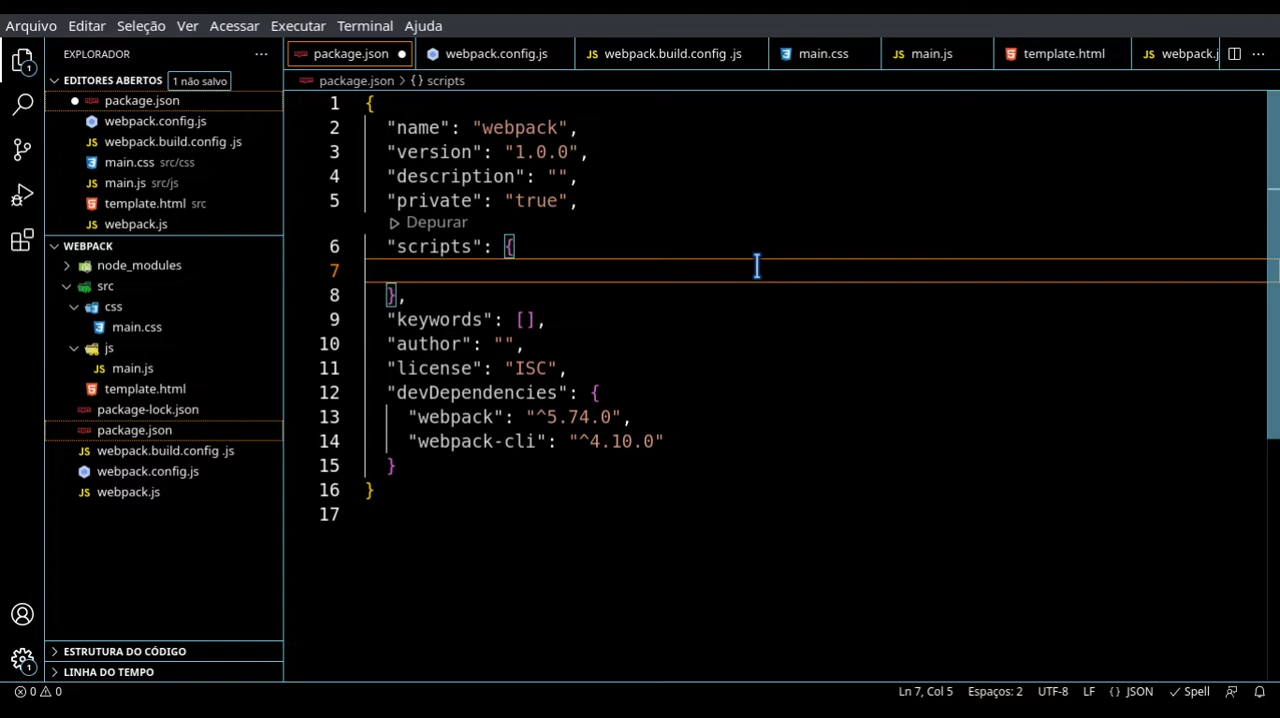 Arquivo Editar Seleção Ver Acessar Executar Terminal Ajuda
EXPLORADOR
EDITORES ABERTOS 1 não salvo
package.json
webpack.config.js
webpack.build.config .js
main.css src/css
main.js src/js
template.html src
webpack.js
WEBPACK
node_modules
src
css
main.css
js
main.js
template.html
package-lock.json
package.json
webpack.build.config .js
webpack.config.js
webpack.js
ESTRUTURA DO CÓDIGO
LINHA DO TEMPO
package.json webpack.config.js JS webpack.build.config .js main.css JS main.js template.html JS webpack.j
package.json > {} scripts
1 {
2 "name": "webpack",
3 "version": "1.0.0",
4 "description": "",
5 "private": "true",
Depurar
6 "scripts": {
7
8 },
9 "keywords": [],
10 "author": "",
11 "license": "ISC",
12 "devDependencies": {
13 "webpack": "^5.74.0",
14 "webpack-cli": "^4.10.0"
15 }
16 }
17
0 0 Ln 7, Col 5 Espaços: 2 UTF-8 LF {} JSON Spell